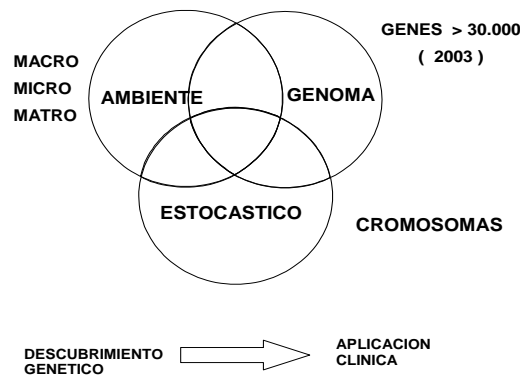 GENES > 30.000
( 2003 )
MACRO
MICRO
MATRO
AMBIENTE
GENOMA
ESTOCASTICO
CROMOSOMAS
DESCUBRIMIENTO
GENETICO
APLICACION
CLINICA